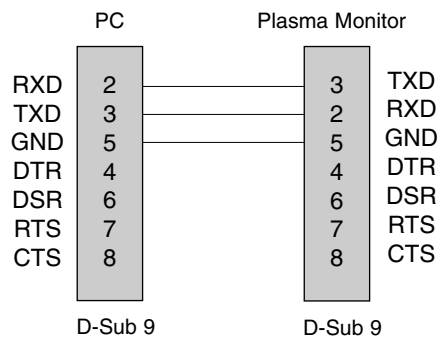 PC Plasma Monitor
RXD 2 3 TXD
TXD 3 2 RXD
GND 5 5 GND
DTR 4 4 DTR
DSR 6 6 DSR
RTS 7 7 RTS
CTS 8 8 CTS
D-Sub 9 D-Sub 9